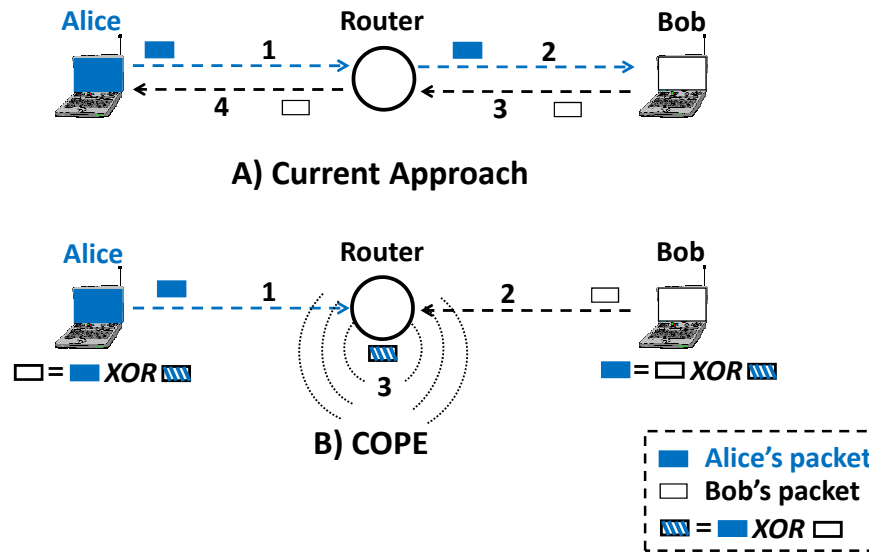 Alice Router Bob
1 2
4 3
A) Current Approach
Alice Router Bob
1 2
= XOR
3
= XOR
B) COPE
Alice's packet
Bob's packet
= XOR